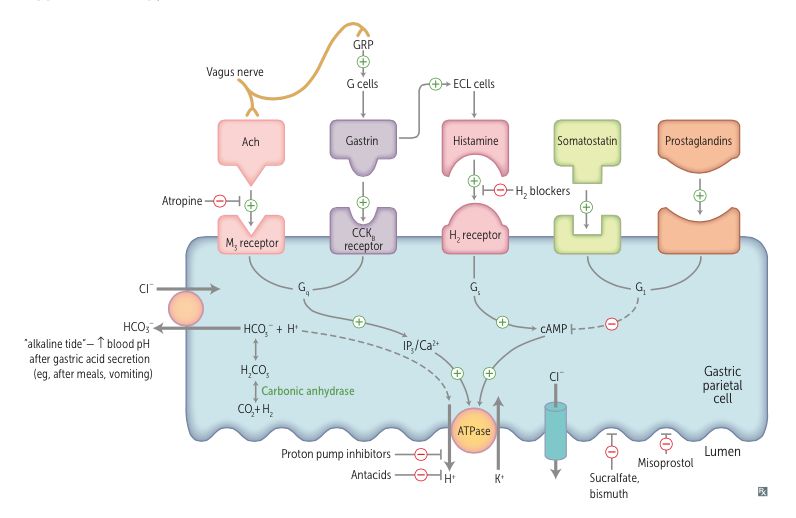 GRP
Vagus nerve
G cells
ECL cells
Ach
Gastrin
Histamine
Somatostatin
Prostaglandins
Atropine
H₂ blockers
M₃ receptor
CCK_B
receptor
H₂ receptor
Cl⁻
Gq
Gs
G₁
HCO₃⁻
HCO₃⁻ + H⁺
cAMP
"alkaline tide"— ↑ blood pH
after gastric acid secretion
(eg, after meals, vomiting)
IP₃/Ca²⁺
H₂CO₃
Carbonic anhydrase
CO₂+ H₂
Cl⁻
Gastric
parietal
cell
ATPase
Lumen
Proton pump inhibitors
Antacids
H⁺
K⁺
Sucralfate,
bismuth
Misoprostol
Rx